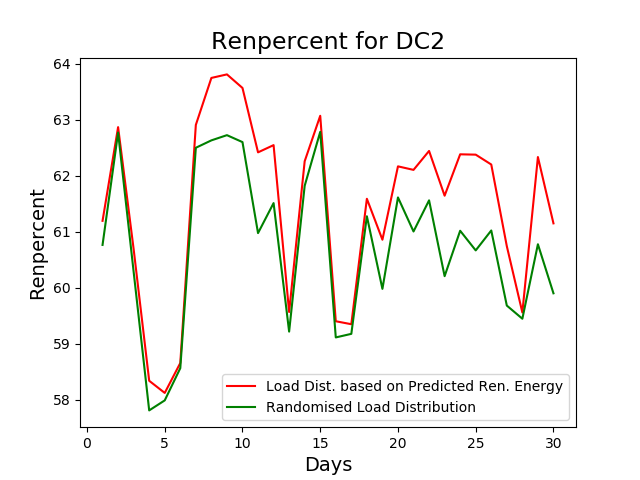 Renpercent for DC2
64
63
62
61
60
59
58
Renpercent
0
5
10
15
20
25
30
Days
Load Dist. based on Predicted Ren. Energy
Randomised Load Distribution